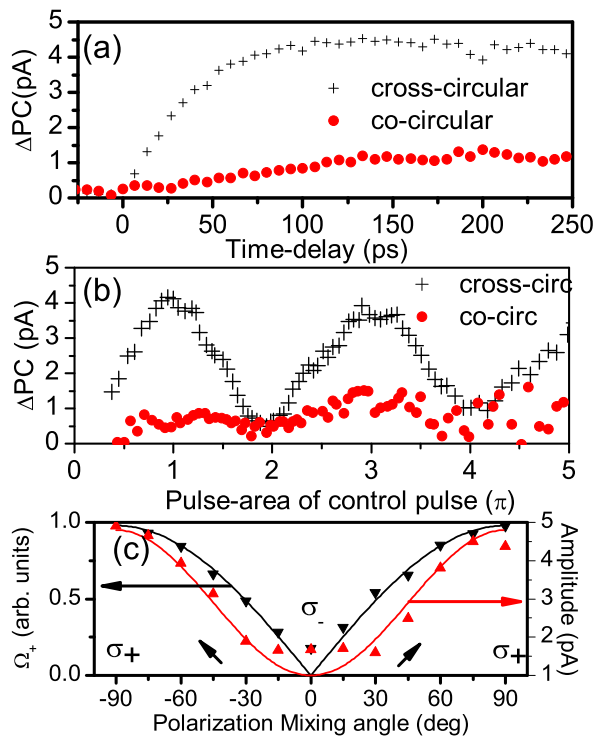 (a)
5
4
3
2
1
0
ΔPC(pA)
cross-circular
co-circular
0 50 100 150 200 250
Time-delay (ps)
(b)
5
4
3
2
1
0
ΔPC (pA)
cross-circ
co-circ
0 1 2 3 4 5
Pulse-area of control pulse (π)
(c)
1.0
0.5
0.0
Ω+ (arb. units)
5
4
3
2
1
Amplitude (pA)
σ-
σ+ σ+
-90 -60 -30 0 30 60 90
Polarization Mixing angle (deg)